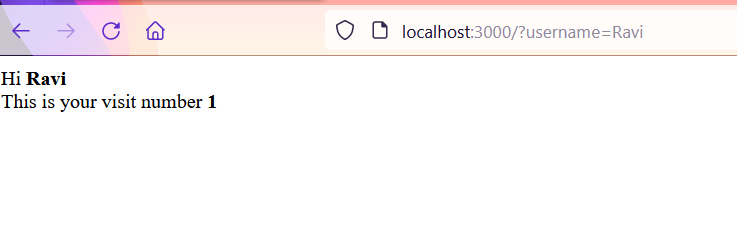 localhost:3000/?username=Ravi
Hi Ravi
This is your visit number 1